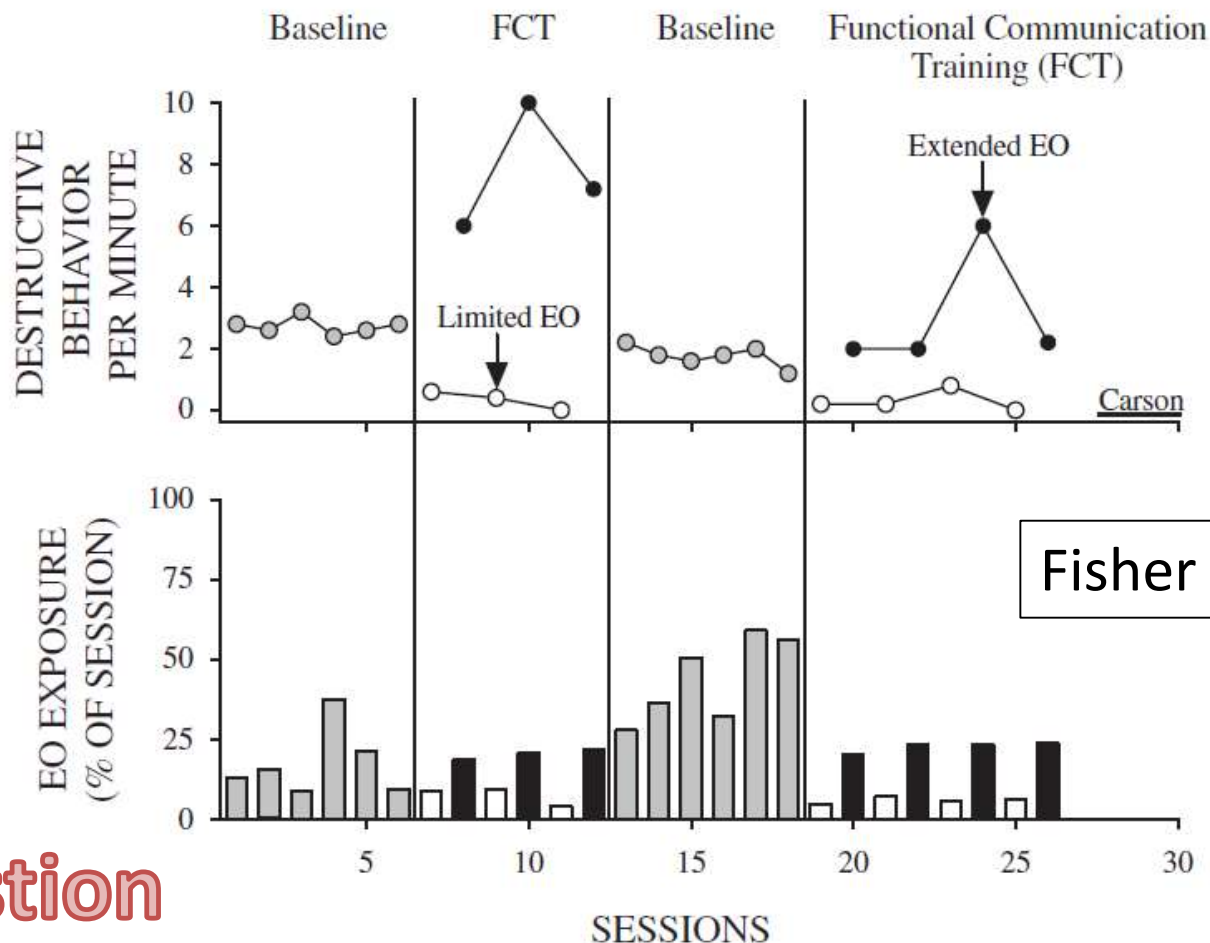 Baseline FCT Baseline Functional Communication
Training (FCT)
DESTRUCTIVE
BEHAVIOR
PER MINUTE
10
8
6
4
2
0
Limited EO
Extended EO
Carson
EO EXPOSURE
(% OF SESSION)
100
75
50
25
0
Fisher
5 10 15 20 25 30
stion
SESSIONS